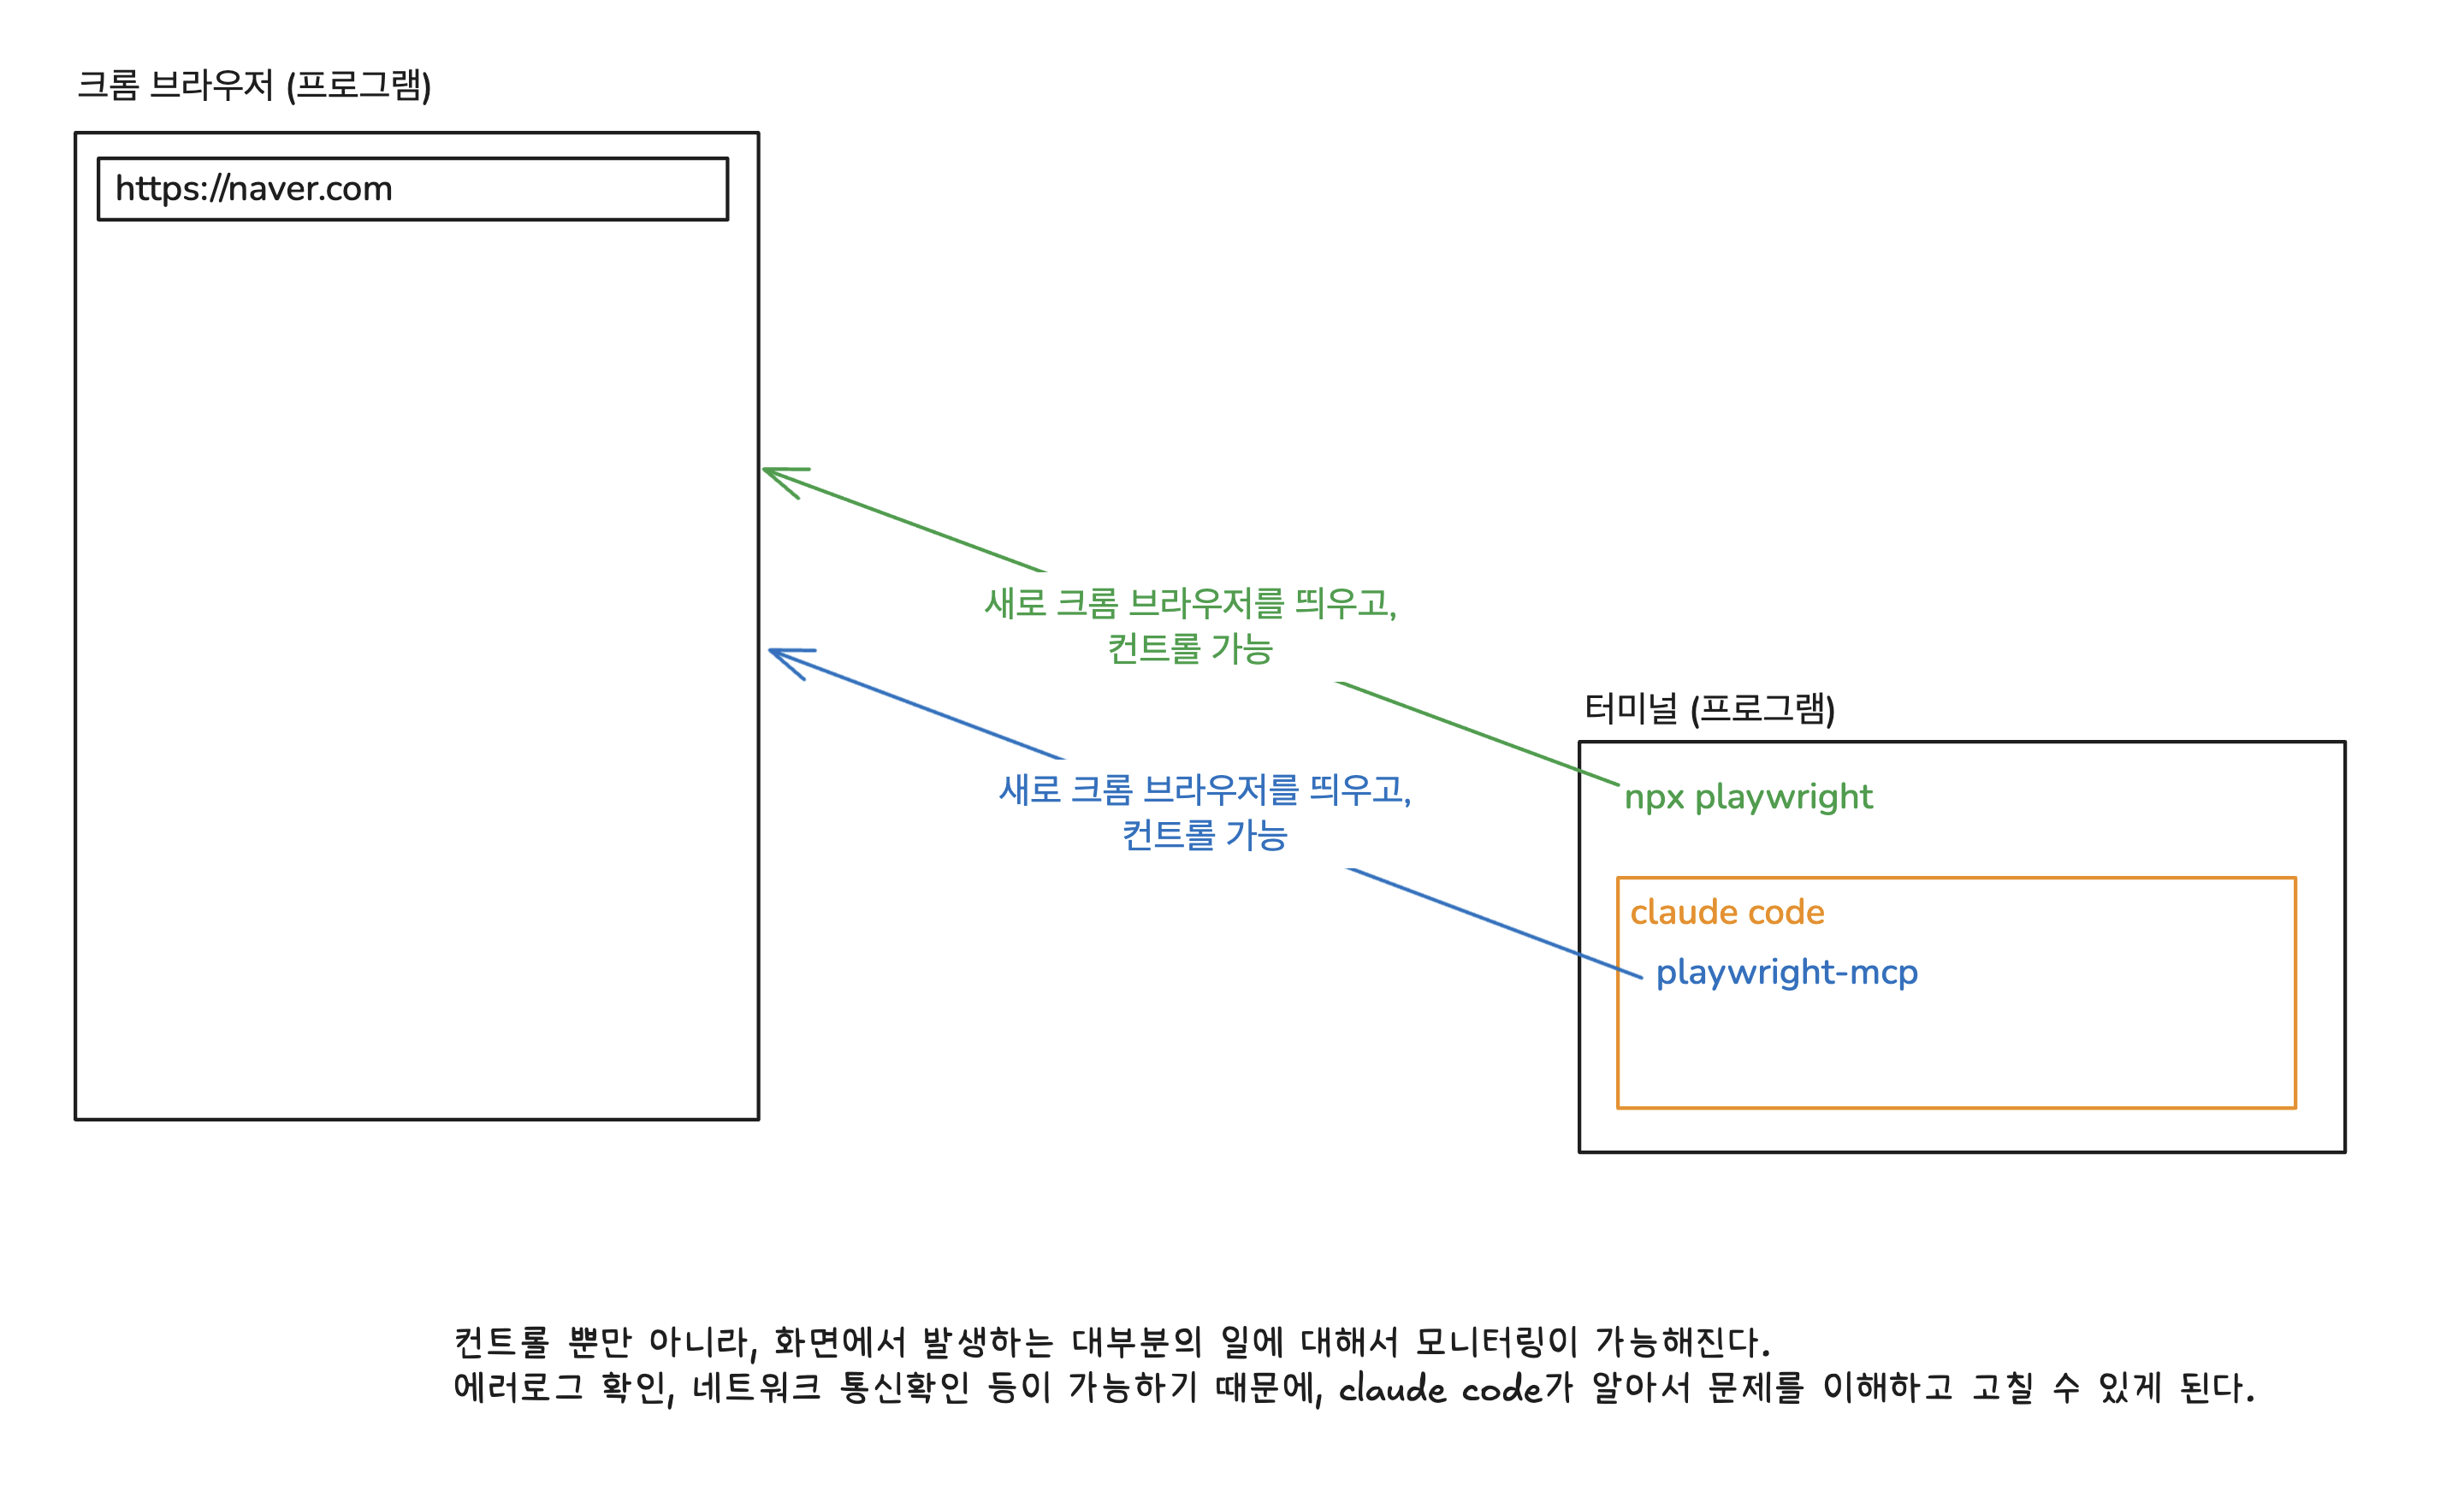 크롬 브라우저 (프로그램)
https://naver.com
새로 크롬 브라우저를 띄우고,
컨트롤 가능
새로 크롬 브라우저를 띄우고,
컨트롤 가능
터미널 (프로그램)
npx playwright
claude code
playwright-mcp
컨트롤 뿐만 아니라, 화면에서 발생하는 대부분의 일에 대해서 모니터링이 가능해진다.
에러로그 확인, 네트워크 통신확인 등이 가능하기 때문에, claude code가 알아서 문제를 이해하고 고칠 수 있게 된다.